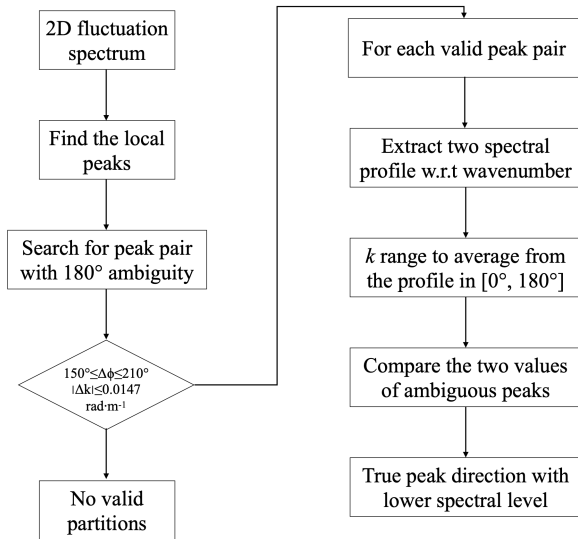 2D fluctuation
spectrum
Find the local
peaks
Search for peak pair
with 180° ambiguity
150°≤Δϕ≤210°
|Δk|≤0.0147
rad·m⁻¹
No valid
partitions
For each valid peak pair
Extract two spectral
profile w.r.t wavenumber
k range to average from
the profile in [0°, 180°]
Compare the two values
of ambiguous peaks
True peak direction with
lower spectral level